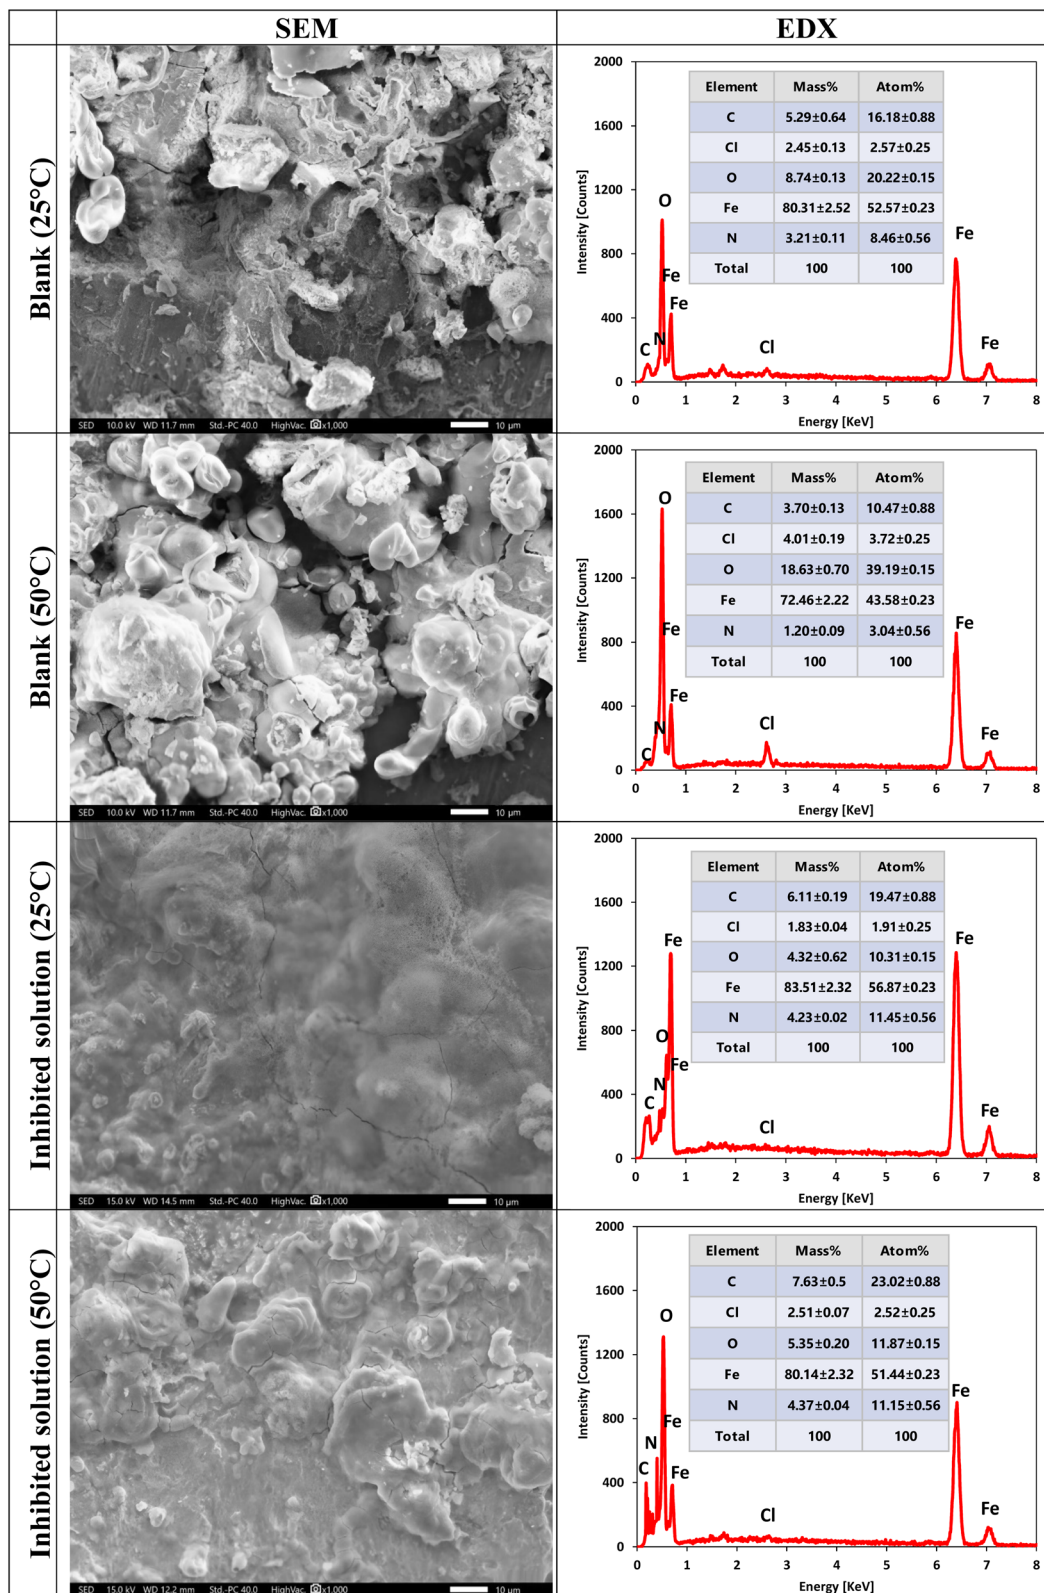 SEM EDX
Blank (25°C)
SED 10.0 kV WD 11.7 mm Std.-PC 40.0 HighVac. x1,000 10 µm
2000
1600
1200
800
400
0
Intensity [Counts]
Element Mass% Atom%
C 5.29±0.64 16.18±0.88
Cl 2.45±0.13 2.57±0.25
O 8.74±0.13 20.22±0.15
Fe 80.31±2.52 52.57±0.23
N 3.21±0.11 8.46±0.56
Total 100 100
O
Fe
Fe
Fe
N
C
Cl
Fe
0 1 2 3 4 5 6 7 8
Energy [KeV]
Blank (50°C)
SED 10.0 kV WD 11.7 mm Std.-PC 40.0 HighVac. x1,000 10 µm
2000
1600
1200
800
400
0
Intensity [Counts]
Element Mass% Atom%
C 3.70±0.13 10.47±0.88
Cl 4.01±0.19 3.72±0.25
O 18.63±0.70 39.19±0.15
Fe 72.46±2.22 43.58±0.23
N 1.20±0.09 3.04±0.56
Total 100 100
O
Fe
Fe
Fe
N
C
Cl
Fe
0 1 2 3 4 5 6 7 8
Energy [KeV]
Inhibited solution (25°C)
SED 15.0 kV WD 14.5 mm Std.-PC 40.0 HighVac. x1,000 10 µm
2000
1600
1200
800
400
0
Intensity [Counts]
Element Mass% Atom%
C 6.11±0.19 19.47±0.88
Cl 1.83±0.04 1.91±0.25
O 4.32±0.62 10.31±0.15
Fe 83.51±2.32 56.87±0.23
N 4.23±0.02 11.45±0.56
Total 100 100
Fe
Fe
O
Fe
N
C
Cl
Fe
0 1 2 3 4 5 6 7 8
Energy [KeV]
Inhibited solution (50°C)
SED 15.0 kV WD 12.2 mm Std.-PC 40.0 HighVac. x1,000 10 µm
2000
1600
1200
800
400
0
Intensity [Counts]
Element Mass% Atom%
C 7.63±0.5 23.02±0.88
Cl 2.51±0.07 2.52±0.25
O 5.35±0.20 11.87±0.15
Fe 80.14±2.32 51.44±0.23
N 4.37±0.04 11.15±0.56
Total 100 100
O
Fe
Fe
N
C
Fe
Cl
Fe
0 1 2 3 4 5 6 7 8
Energy [KeV]